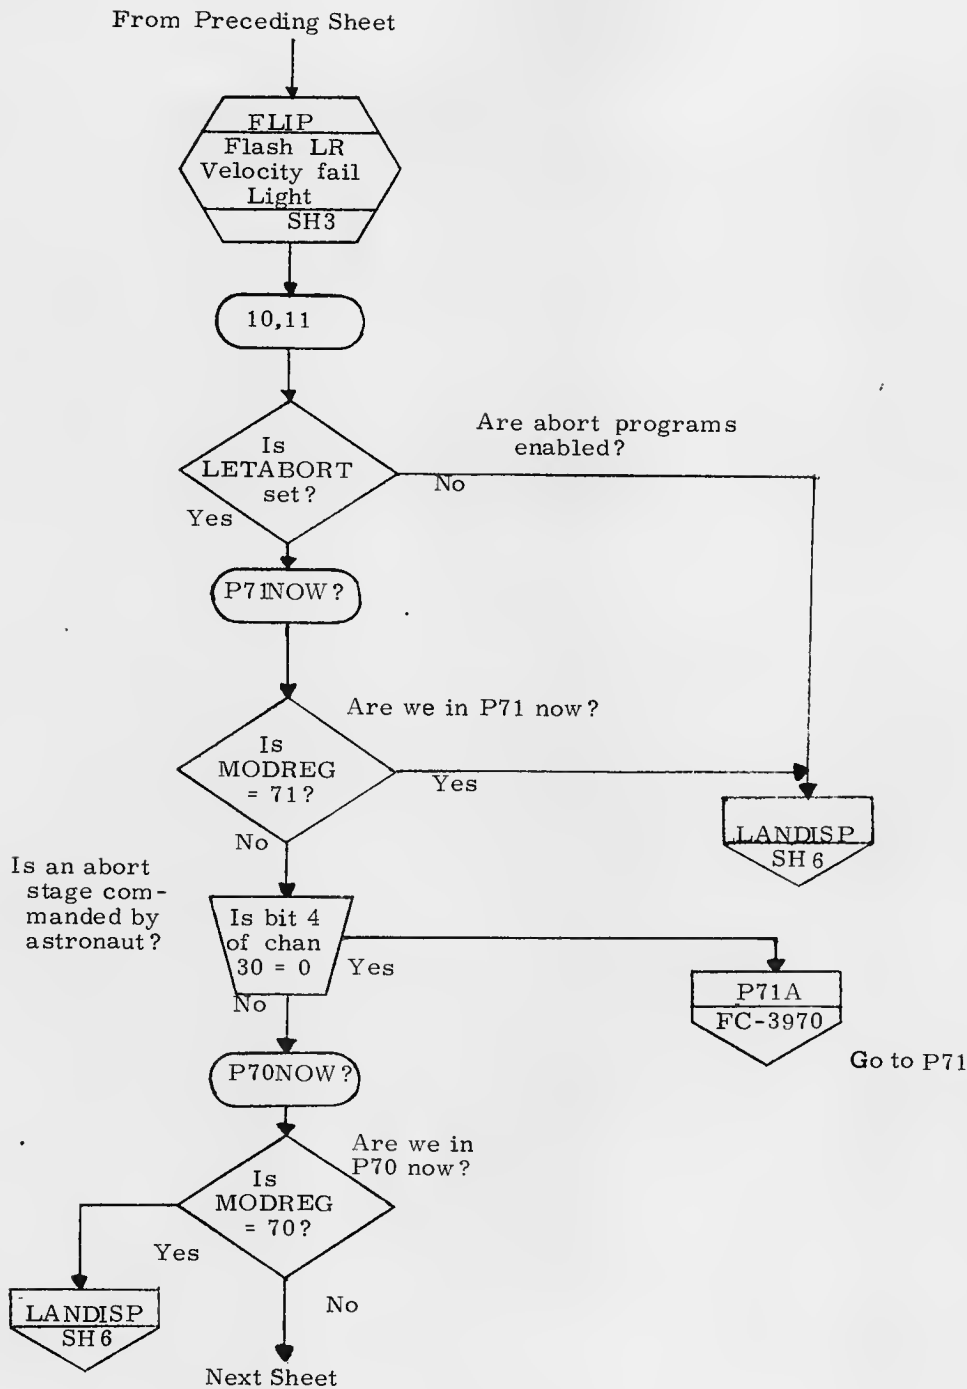 From Preceding Sheet
FLIP
Flash LR
Velocity fail
Light
SH3
10,11
Is
LETABORT
set?
Are abort programs
enabled?
No
Yes
P71NOW?
Are we in P71 now?
Is
MODREG
= 71?
Yes
No
LANDISP
SH 6
Is an abort
stage com-
manded by
astronaut?
Is bit 4
of chan
30 = 0
Yes
No
P71A
FC-3970
Go to P71
P70NOW?
Are we in
P70 now?
Is
MODREG
= 70?
Yes
No
LANDISP
SH6
Next Sheet